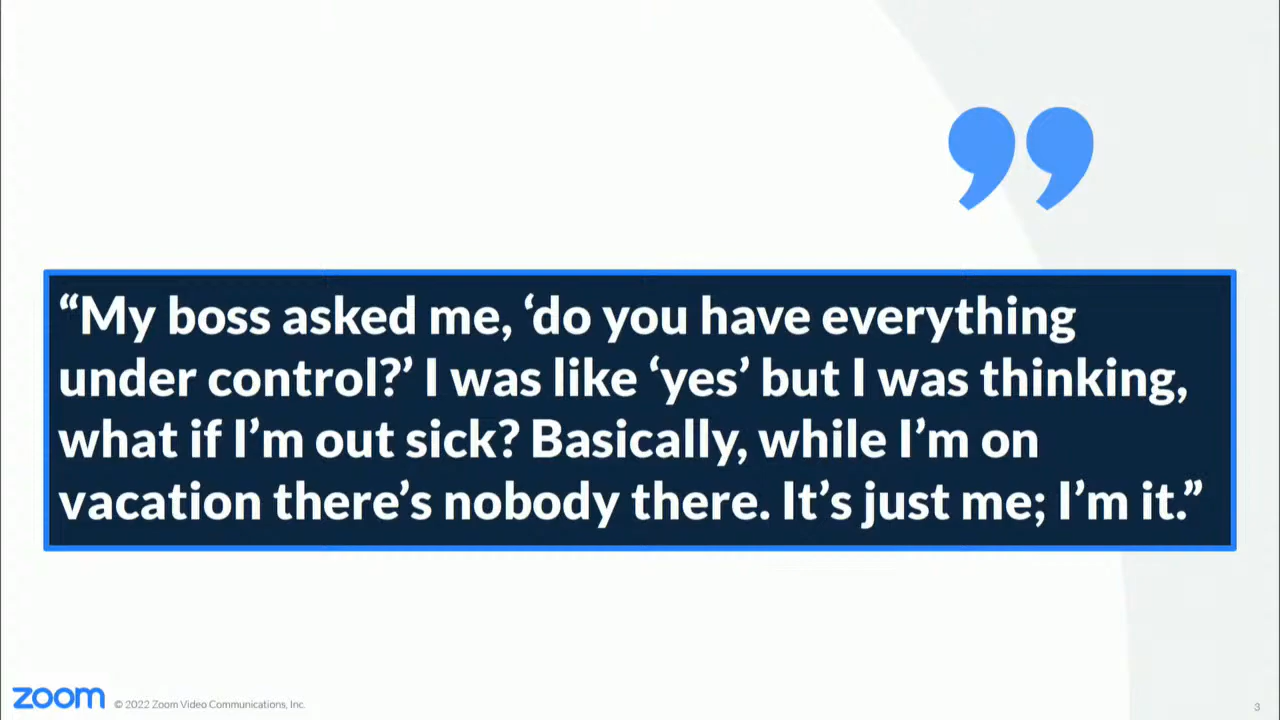 ”
“My boss asked me, ‘do you have everything
under control?’ I was like ‘yes’ but I was thinking,
what if I’m out sick? Basically, while I’m on
vacation there’s nobody there. It’s just me; I’m it.”
zoom © 2022 Zoom Video Communications, Inc.
3